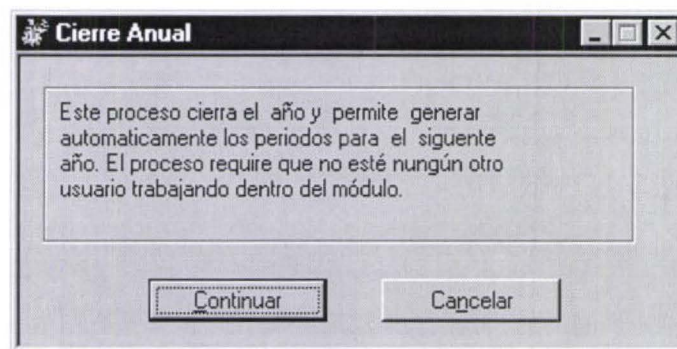 Cierre Anual
Este proceso cierra el año y permite generar
automaticamente los periodos para el siguente
año. El proceso require que no esté nungún otro
usuario trabajando dentro del módulo.
Continuar
Cancelar